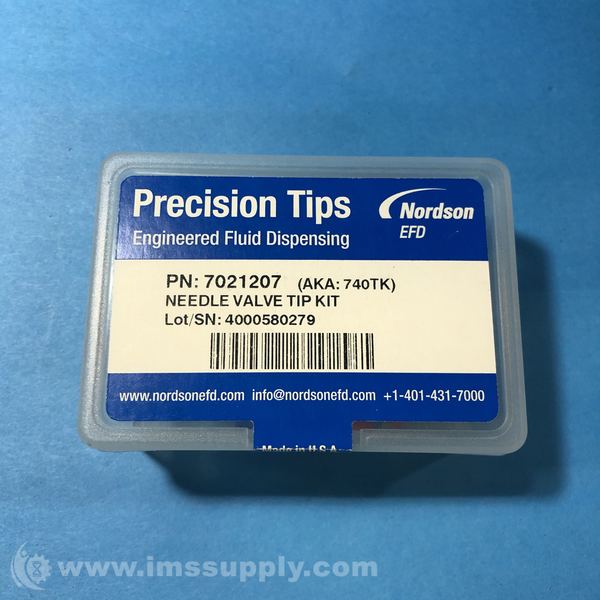 Precision Tips
Engineered Fluid Dispensing
Nordson
EFD
PN: 7021207 (AKA: 740TK)
NEEDLE VALVE TIP KIT
Lot/SN: 4000580279
www.nordsonefd.com info@nordsonefd.com +1-401-431-7000
Made in U.S.A.
www.imssupply.com